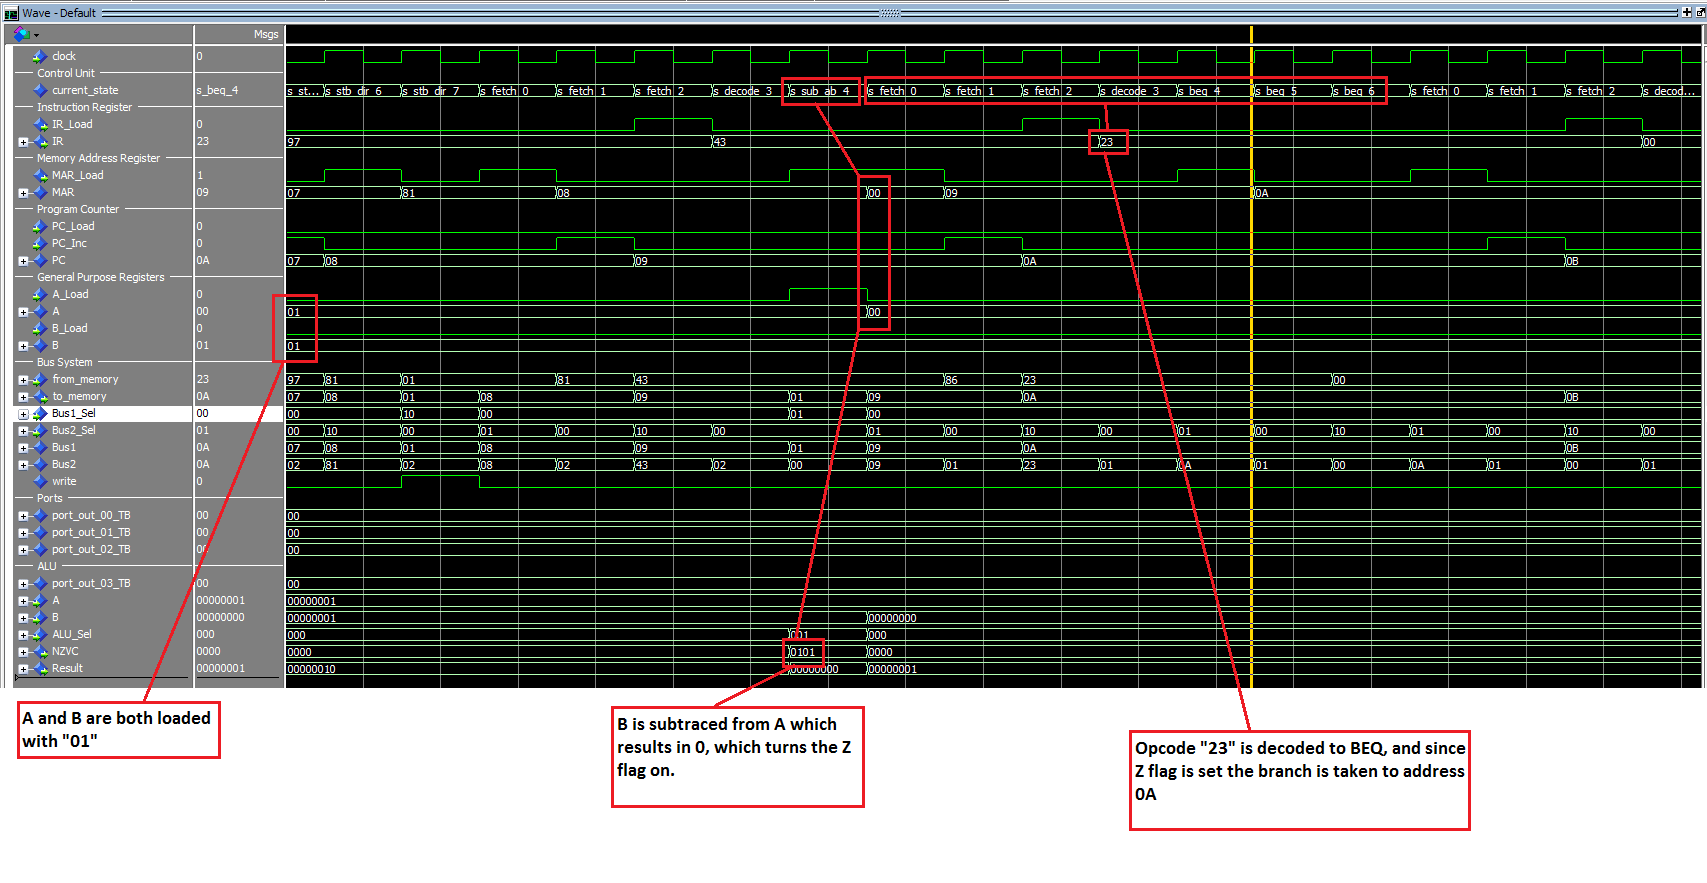 Wave - Default
Msgs
clock 0
Control Unit
current_state s_beq_4 s_st... s_stb_dir_6 s_stb_dir_7 s_fetch_0 s_fetch_1 s_fetch_2 s_decode_3 s_sub_ab_4 s_fetch_0 s_fetch_1 s_fetch_2 s_decode_3 s_beq_4 s_beq_5 s_beq_6 s_fetch_0 s_fetch_1 s_fetch_2 s_decod...
Instruction Register
IR_Load 0
IR 23 97 43 23 00
Memory Address Register
MAR_Load 1
MAR 09 07 81 08 00 09 0A
Program Counter
PC_Load 0
PC_Inc 0
PC 0A 07 08 09 0A 0B
General Purpose Registers
A_Load 0
A 00 01 00
B_Load 0
B 01 01
Bus System
from_memory 23 97 81 01 81 43 86 23 00
to_memory 0A 07 08 01 08 09 01 09 0A 0B
Bus1_Sel 00 00 10 00 01 00
Bus2_Sel 01 00 10 00 01 00 10 00 01 00 10 00 01 00 10 01 00 10 00
Bus1 0A 07 08 01 08 09 01 09 0A 0B
Bus2 0A 02 81 02 08 02 43 02 00 09 01 23 01 0A 01 00 0A 01 00 01
write 0
Ports
port_out_00_TB 00 00
port_out_01_TB 00 00
port_out_02_TB 00
ALU
port_out_03_TB 00 00
A 00000001 00000001
B 00000000 00000001 00000000
ALU_Sel 000 000 001 000
NZVC 0000 0000 0101 0000
Result 00000001 00000010 00000000 00000001
A and B are both loaded
with "01"
B is subtraced from A which
results in 0, which turns the Z
flag on.
Opcode "23" is decoded to BEQ, and since
Z flag is set the branch is taken to address
0A